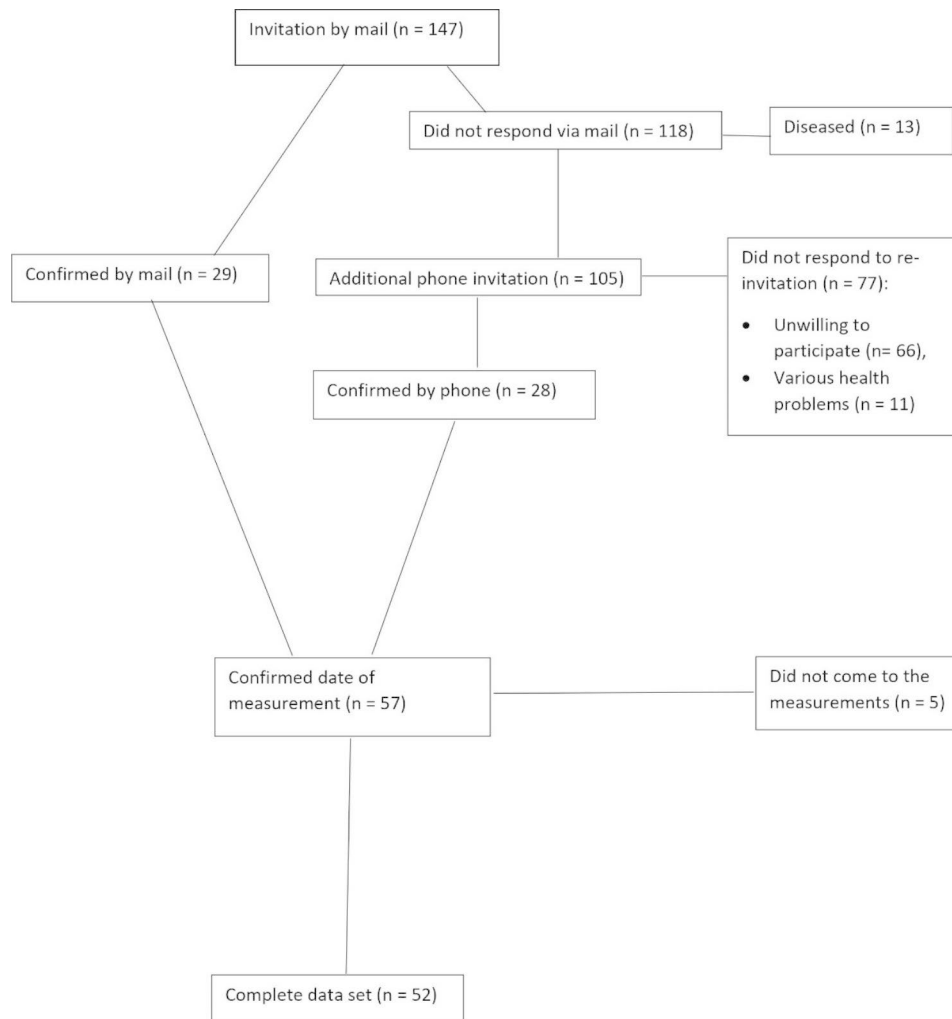 Invitation by mail (n = 147)
Did not respond via mail (n = 118)
Diseased (n = 13)
Confirmed by mail (n = 29)
Additional phone invitation (n = 105)
Did not respond to re-
invitation (n = 77):
• Unwilling to
participate (n= 66),
• Various health
problems (n = 11)
Confirmed by phone (n = 28)
Confirmed date of
measurement (n = 57)
Did not come to the
measurements (n = 5)
Complete data set (n = 52)